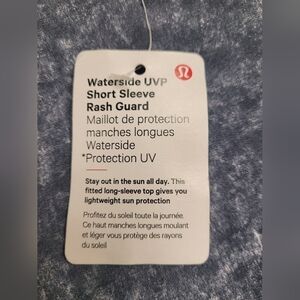 Waterside UVP
Short Sleeve
Rash Guard
Maillot de protection
manches longues
Waterside
*Protection UV
Stay out in the sun all day. This
fitted long-sleeve top gives you
lightweight sun protection
Profitez du soleil toute la journée.
Ce haut manches longues moulant
et léger vous protège des rayons
du soleil